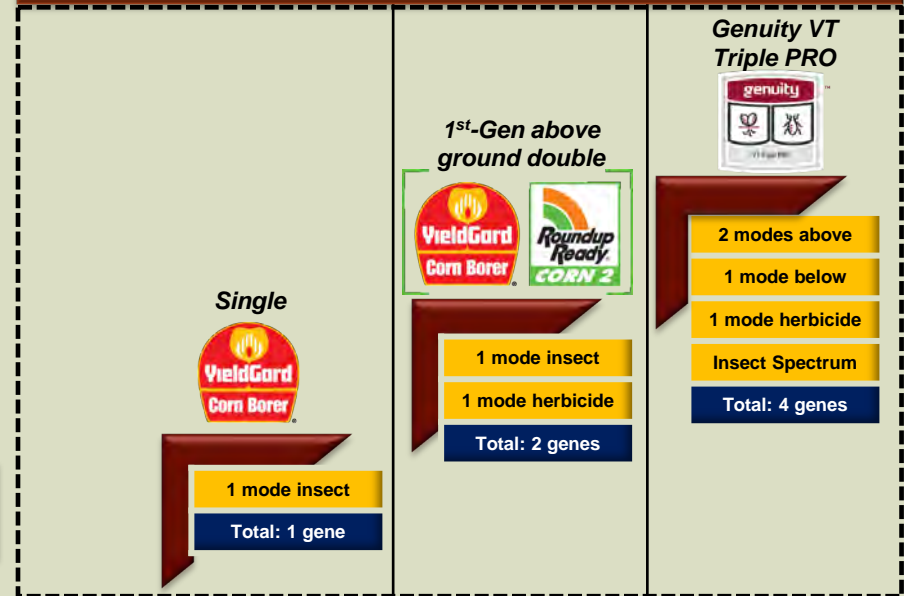 Single
YieldGard
Corn Borer
1 mode insect
Total: 1 gene
1st-Gen above
ground double
YieldGard
Corn Borer
Roundup
Ready
CORN 2
1 mode insect
1 mode herbicide
Total: 2 genes
Genuity VT
Triple PRO
genuity
™
2 modes above
1 mode below
1 mode herbicide
Insect Spectrum
Total: 4 genes